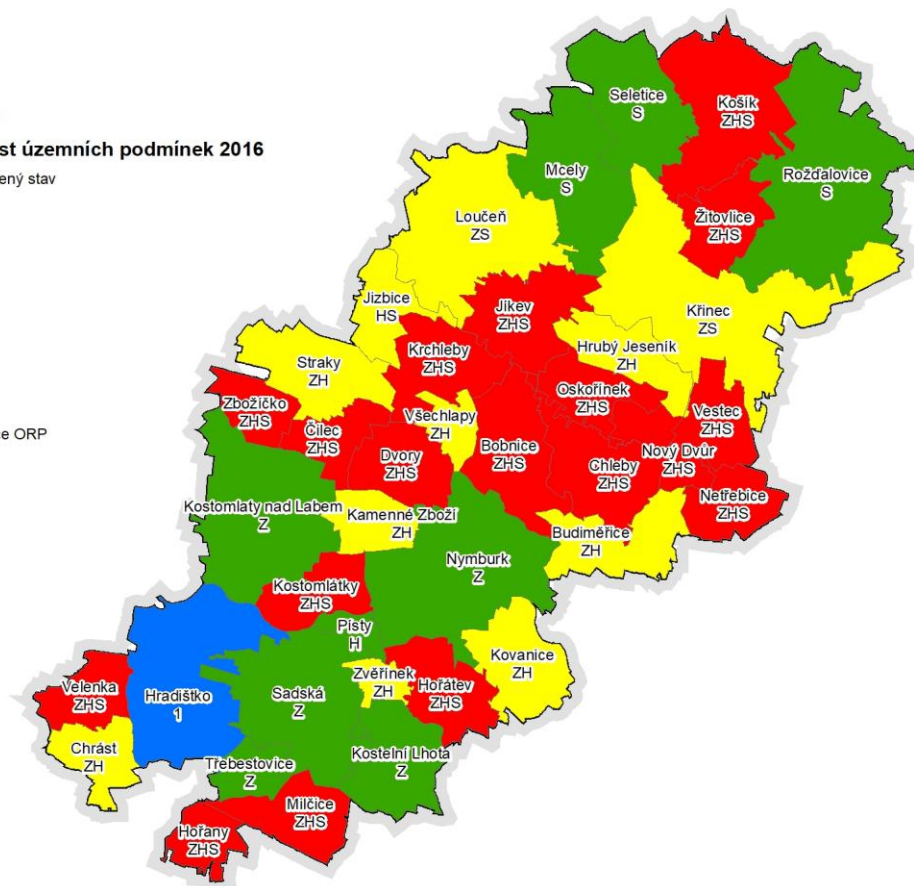 st územních podmínek 2016
ený stav
ce ORP
Seletice
S
Košík
ZHS
Mcely
S
Rožďalovice
S
Loučeň
ZS
Žitovlice
ZHS
Jizbice
HS
Jíkev
ZHS
Křinec
ZS
Krchleby
ZHS
Hrubý Jeseník
ZH
Straky
ZH
Oskořínek
ZHS
Zbožíčko
ZHS
Všechlapy
ZH
Vestec
ZHS
Čilec
ZHS
Dvory
ZHS
Bobnice
ZHS
Chleby
ZHS
Nový Dvůr
ZHS
Netřebice
ZHS
Kostomlaty nad Labem
Z
Kamenné Zboží
ZH
Budiměřice
ZH
Nymburk
Z
Kostomlátky
ZHS
Písty
H
Kovanice
ZH
Zvěřínek
ZH
Hořátev
ZHS
Velenka
ZHS
Hradištko
1
Sadská
Z
Chrást
ZH
Kostelní Lhota
Z
Třebestovice
Z
Milčice
ZHS
Hořany
ZHS